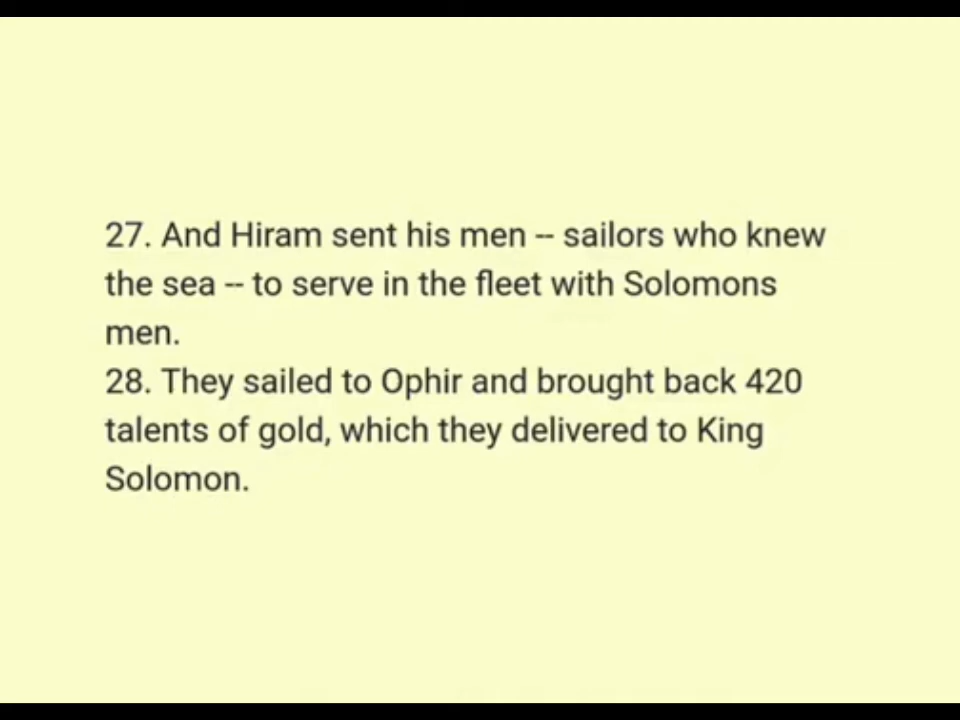 27. And Hiram sent his men -- sailors who knew
the sea -- to serve in the fleet with Solomons
men.
28. They sailed to Ophir and brought back 420
talents of gold, which they delivered to King
Solomon.